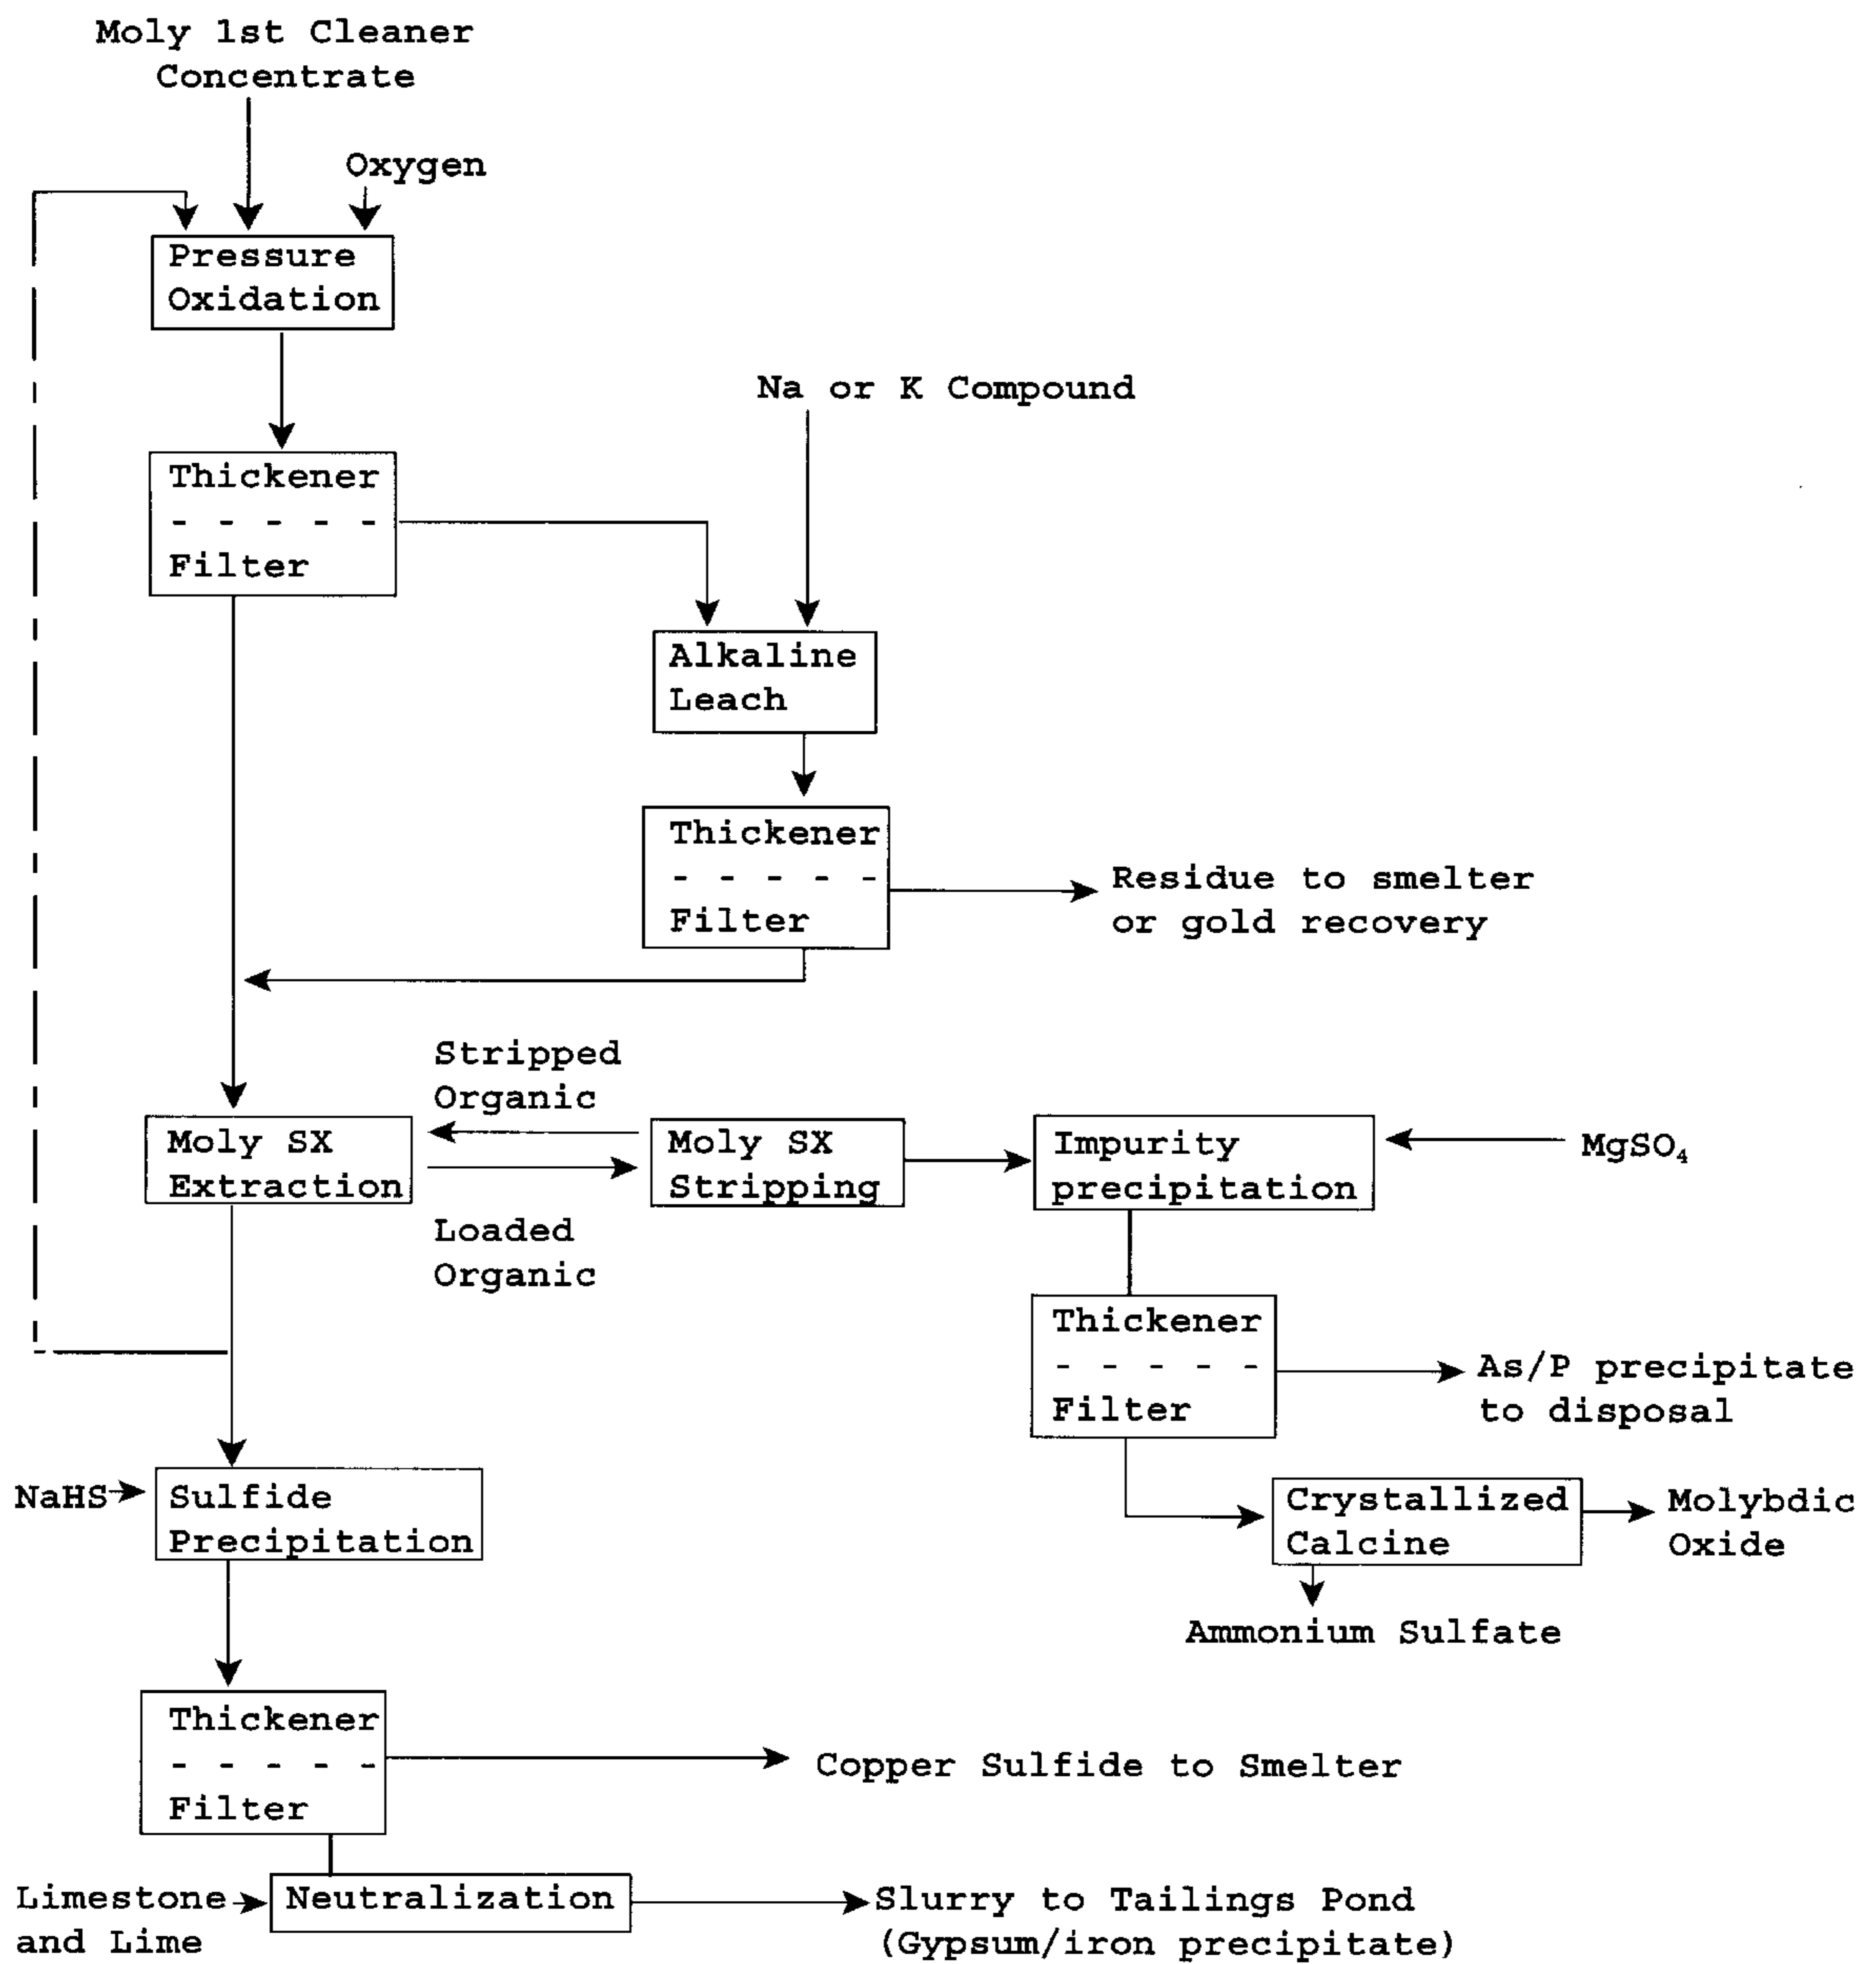 Moly 1st Cleaner
Concentrate
Oxygen
Pressure
Oxidation
Na or K Compound
Thickener
- - - - -
Filter
Alkaline
Leach
Thickener
- - - - -
Filter
Residue to smelter
or gold recovery
Stripped
Organic
Moly SX
Extraction
Moly SX
Stripping
Impurity
precipitation
MgSO₄
Loaded
Organic
Thickener
- - - - -
Filter
As/P precipitate
to disposal
NaHS
Sulfide
Precipitation
Crystallized
Calcine
Molybdic
Oxide
Ammonium Sulfate
Thickener
- - - - -
Filter
Copper Sulfide to Smelter
Limestone
and Lime
Neutralization
Slurry to Tailings Pond
(Gypsum/iron precipitate)